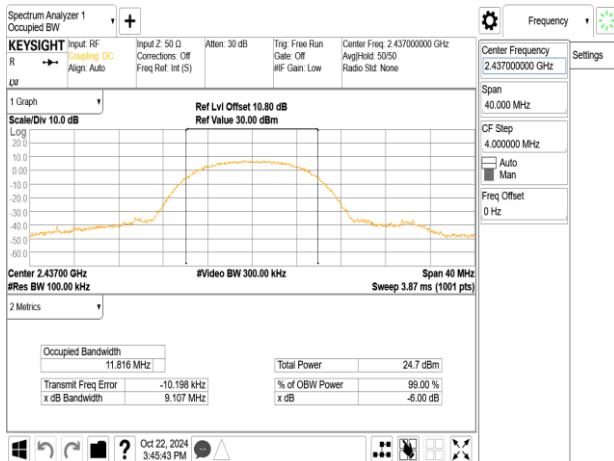 Spectrum Analyzer 1
Occupied BW
+
Frequency
KEYSIGHT
R
LXI
Input: RF
Coupling: DC
Align: Auto
Input Z: 50 Ω
Corrections: Off
Freq Ref: Int (S)
Atten: 30 dB
Trig: Free Run
Gate: Off
#IF Gain: Low
Center Freq: 2.437000000 GHz
Avg|Hold: 50/50
Radio Std: None
Center Frequency
2.437000000 GHz
Settings
Span
40.000 MHz
CF Step
4.000000 MHz
Auto
Man
Freq Offset
0 Hz
1 Graph
Scale/Div 10.0 dB
Ref Lvl Offset 10.80 dB
Ref Value 30.00 dBm
Log
20.0
10.0
0.00
-10.0
-20.0
-30.0
-40.0
-50.0
-60.0
Center 2.43700 GHz
#Res BW 100.00 kHz
#Video BW 300.00 kHz
Span 40 MHz
Sweep 3.87 ms (1001 pts)
2 Metrics
Occupied Bandwidth
11.816 MHz
Total Power 24.7 dBm
Transmit Freq Error -10.198 kHz
% of OBW Power 99.00 %
x dB Bandwidth 9.107 MHz
x dB -6.00 dB
?
Oct 22, 2024
3:45:43 PM